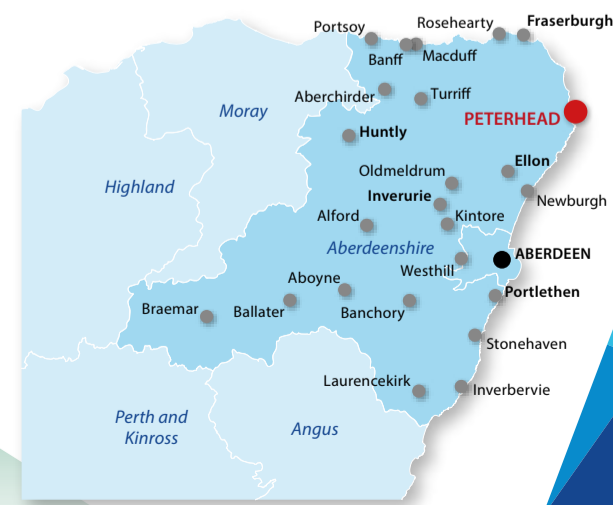 Portsoy
Rosehearty
Fraserburgh
Banff
Macduff
Aberchirder
Turriff
Moray
PETERHEAD
Huntly
Ellon
Oldmeldrum
Highland
Inverurie
Newburgh
Alford
Kintore
Aberdeenshire
ABERDEEN
Westhill
Aboyne
Portlethen
Braemar
Ballater
Banchory
Stonehaven
Laurencekirk
Inverbervie
Perth and
Kinross
Angus